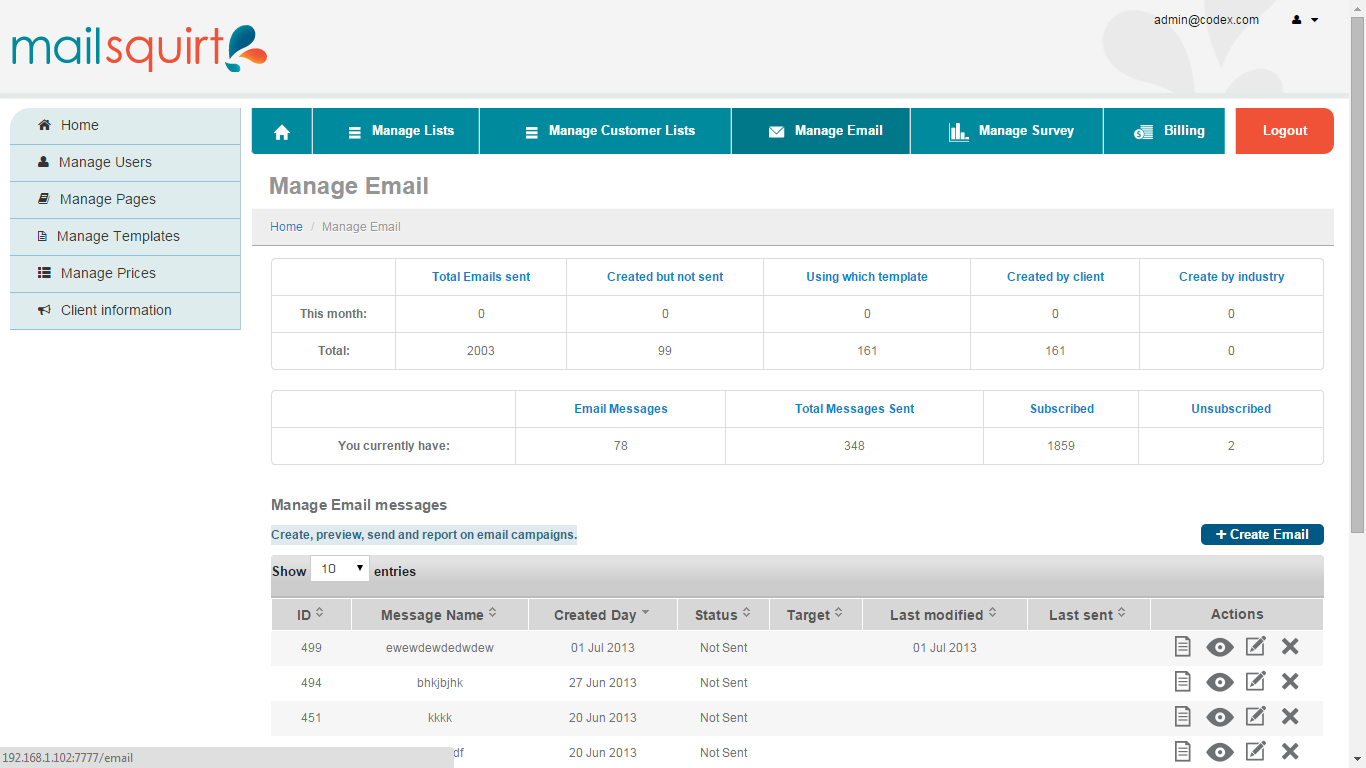 admin@codex.com
mailsquirt
Home
Manage Users
Manage Pages
Manage Templates
Manage Prices
Client information
Manage Lists Manage Customer Lists Manage Email Manage Survey Billing Logout
Manage Email
Home / Manage Email
Total Emails sent Created but not sent Using which template Created by client Create by industry
This month: 0 0 0 0 0
Total: 2003 99 161 161 0
Email Messages Total Messages Sent Subscribed Unsubscribed
You currently have: 78 348 1859 2
Manage Email messages
Create, preview, send and report on email campaigns. + Create Email
Show 10 entries
ID Message Name Created Day Status Target Last modified Last sent Actions
499 ewewdewdedwdew 01 Jul 2013 Not Sent 01 Jul 2013
494 bhkjbjhk 27 Jun 2013 Not Sent
451 kkkk 20 Jun 2013 Not Sent
20 Jun 2013 Not Sent
192.168.1.102:7777/email